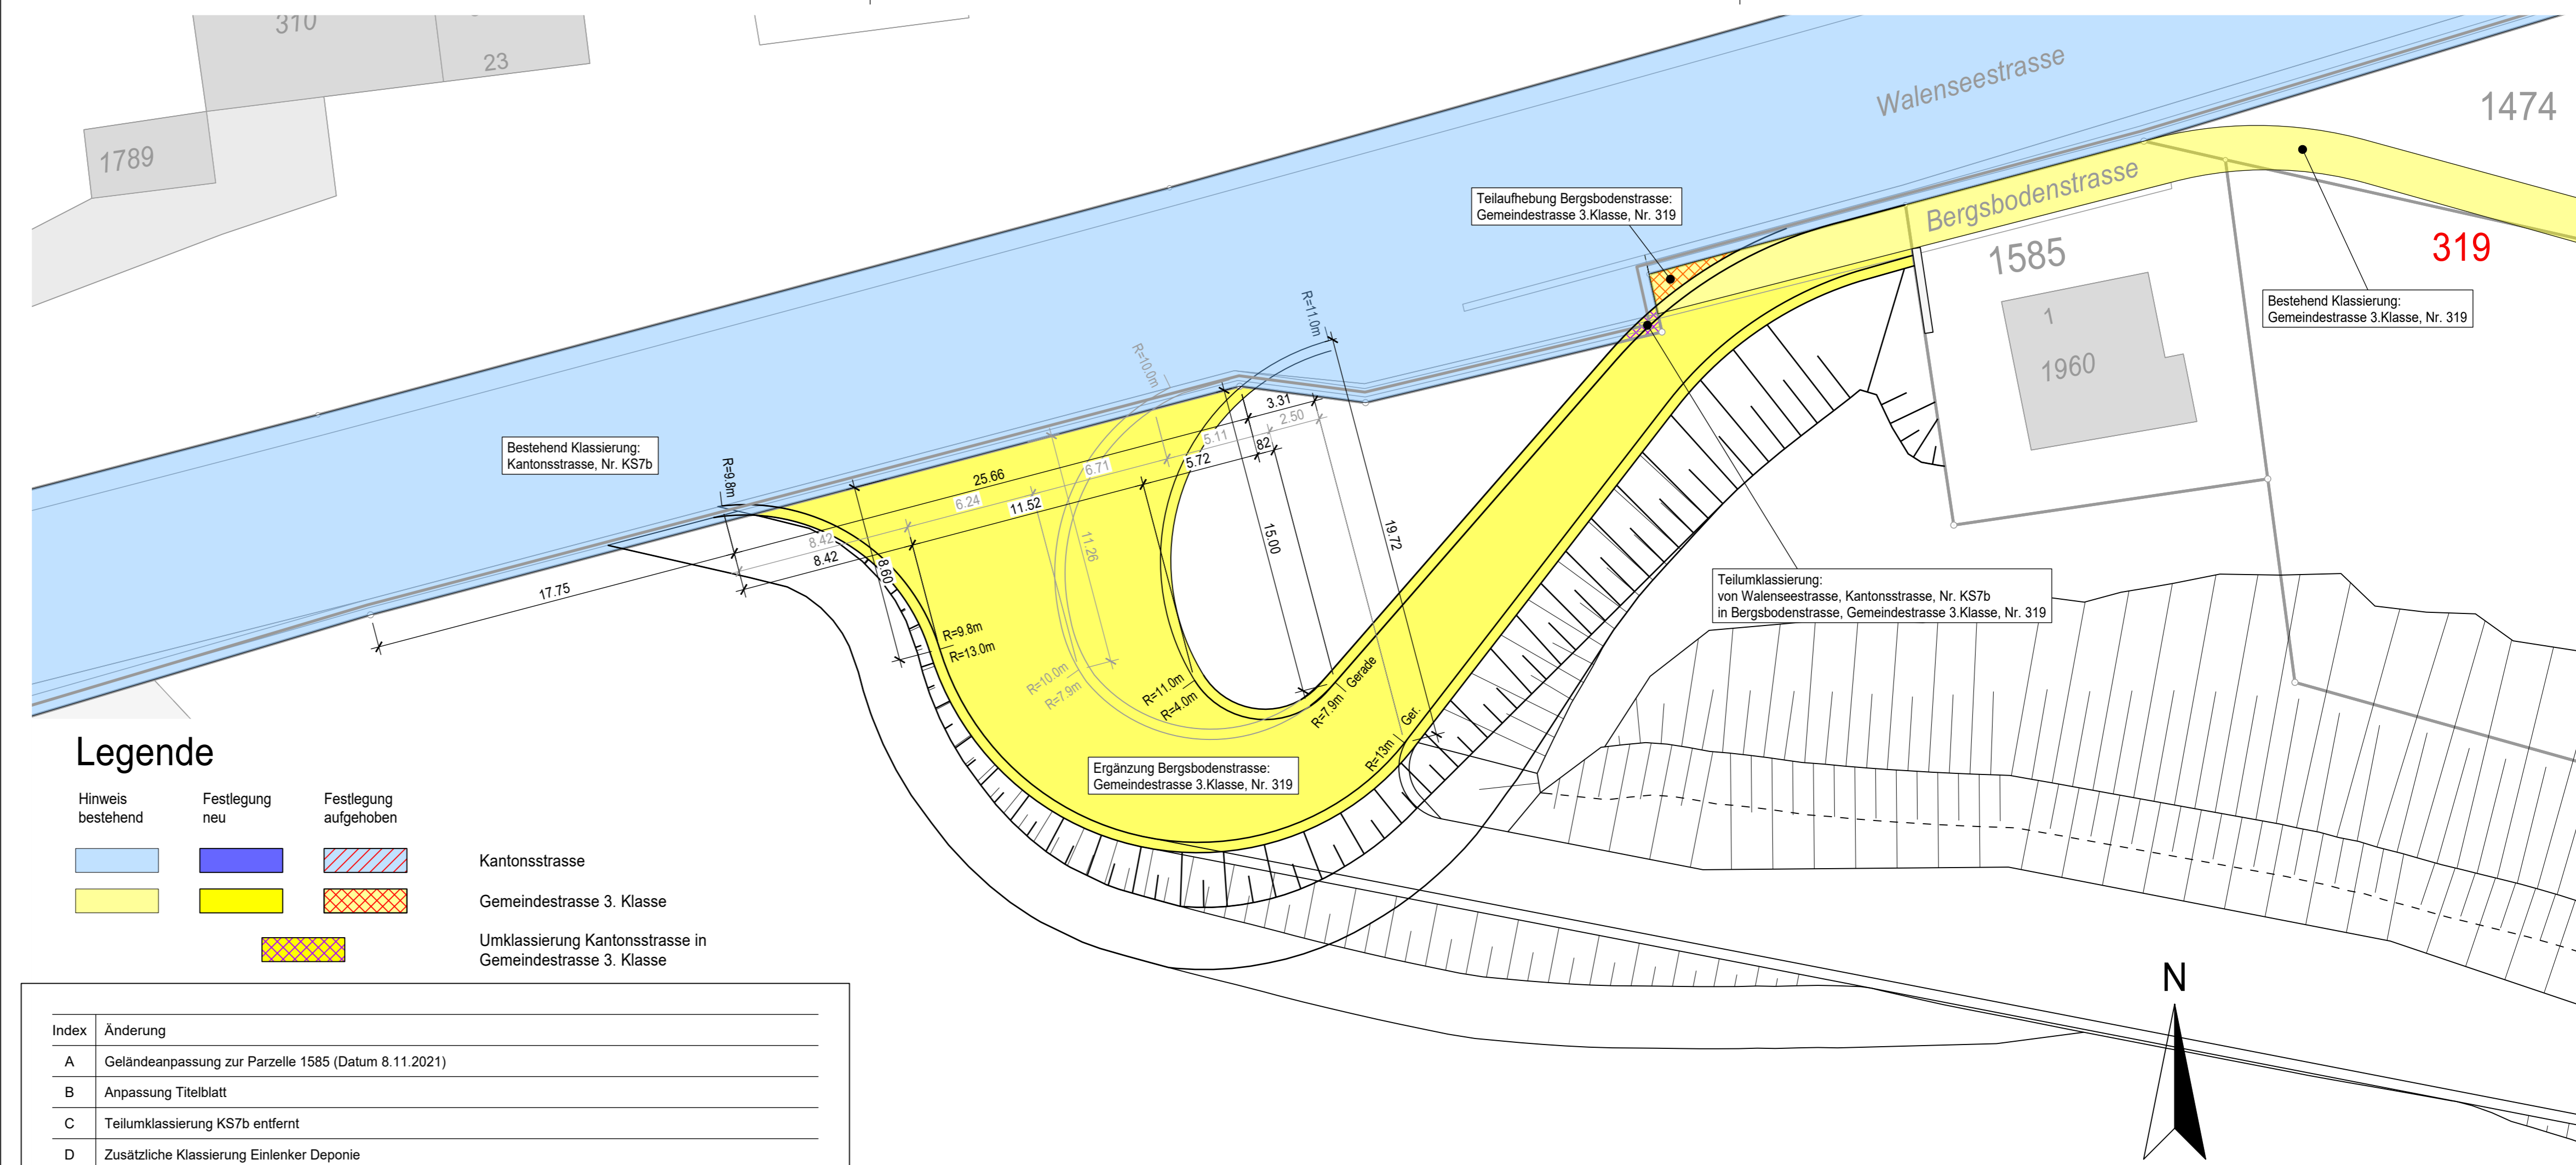 310
23
1789
Walenseestrasse
1474
Bergsbodenstrasse
Teilaufhebung Bergsbodenstrasse:
Gemeindestrasse 3.Klasse, Nr. 319
1585
319
Bestehend Klassierung:
Gemeindestrasse 3.Klasse, Nr. 319
1
1960
R=11.0m
R=10.0m
3.31
2.50
5.11
82
5.72
6.71
25.66
6.24
11.52
Bestehend Klassierung:
Kantonsstrasse, Nr. KS7b
R=9.8m
8.42
8.42
8.60
11.26
15.00
19.72
17.75
Teilumklassierung:
von Walenseestrasse, Kantonsstrasse, Nr. KS7b
in Bergsbodenstrasse, Gemeindestrasse 3.Klasse, Nr. 319
R=9.8m
R=13.0m
R=10.0m
R=7.9m
R=11.0m
R=4.0m
R=7.9m
Gerade
R=13m
Ger.
Ergänzung Bergsbodenstrasse:
Gemeindestrasse 3.Klasse, Nr. 319
Legende
Hinweis
bestehend
Festlegung
neu
Festlegung
aufgehoben
Kantonsstrasse
Gemeindestrasse 3. Klasse
Umklassierung Kantonsstrasse in
Gemeindestrasse 3. Klasse
N
Index Änderung
A Geländeanpassung zur Parzelle 1585 (Datum 8.11.2021)
B Anpassung Titelblatt
C Teilumklassierung KS7b entfernt
D Zusätzliche Klassierung Einlenker Deponie